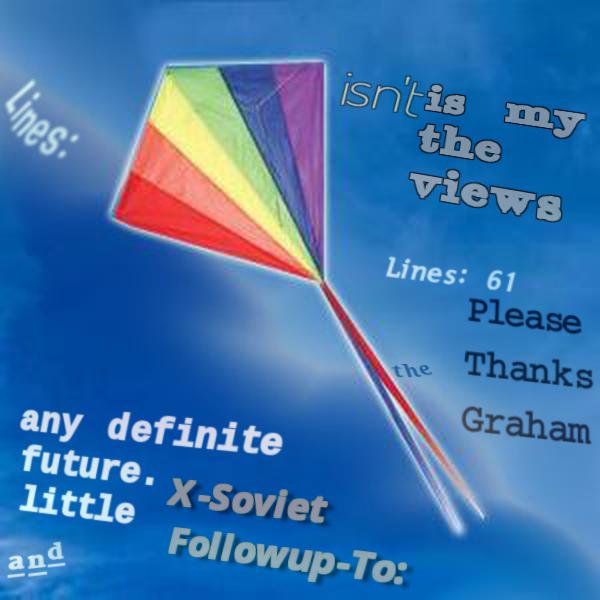 Lines:
isn't
is my
the
views
Lines: 61
Please
Thanks
Graham
the
any definite
future.
little
X-Soviet
Followup-To:
and